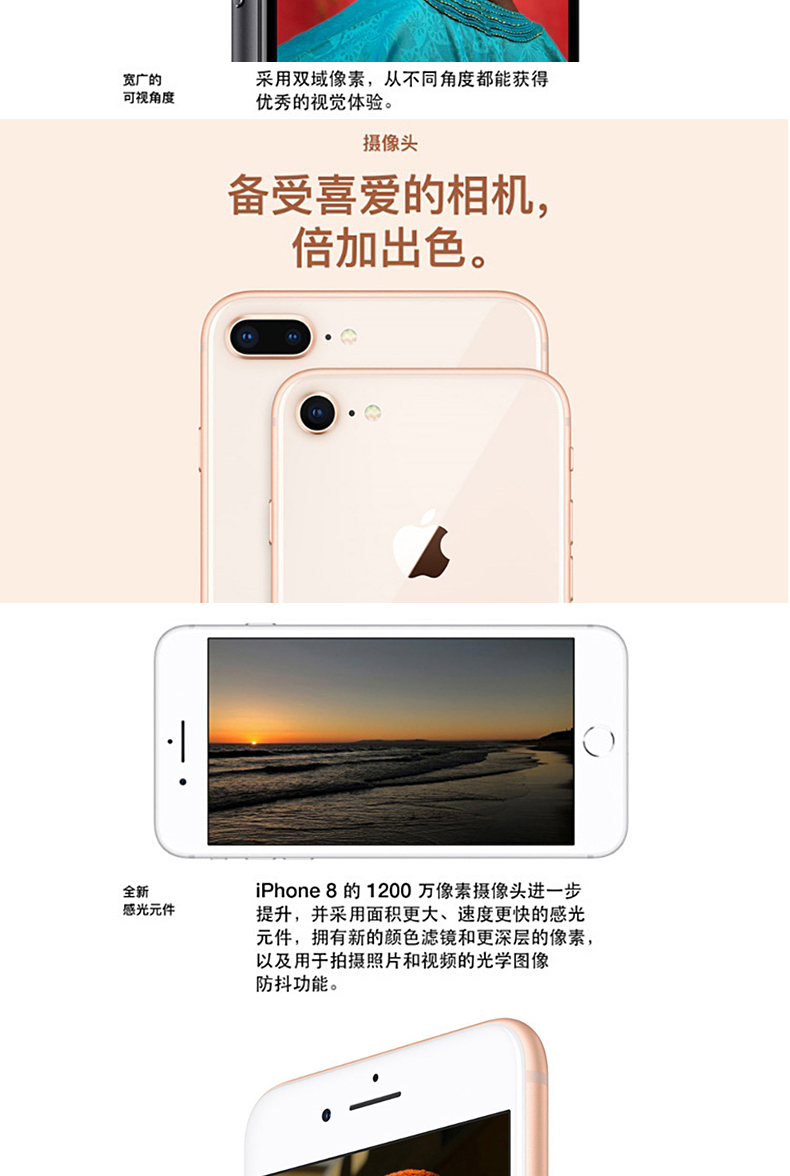 宽广的
可视角度
采用双域像素，从不同角度都能获得
优秀的视觉体验。
摄像头
备受喜爱的相机，
倍加出色。
全新
感光元件
iPhone 8 的 1200 万像素摄像头进一步
提升，并采用面积更大、速度更快的感光
元件，拥有新的颜色滤镜和更深层的像素，
以及用于拍摄照片和视频的光学图像
防抖功能。